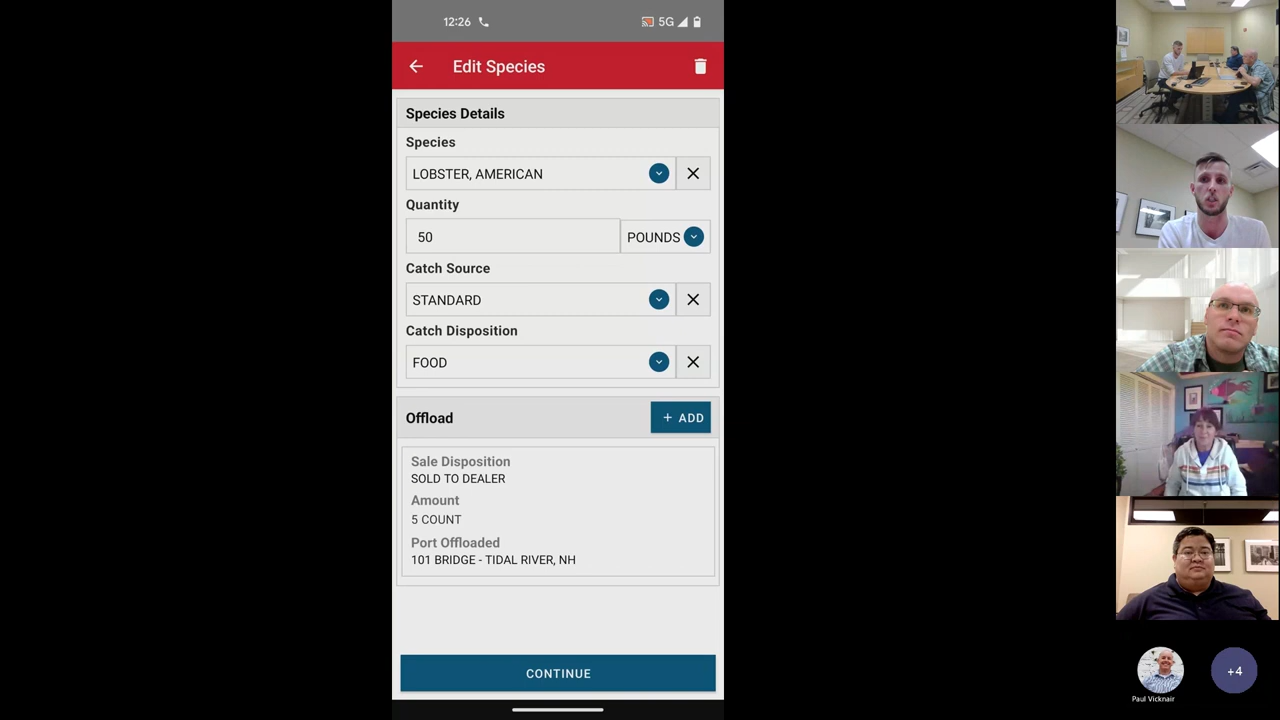 12:26
5G
Edit Species
Species Details
Species
LOBSTER, AMERICAN
Quantity
50
POUNDS
Catch Source
STANDARD
Catch Disposition
FOOD
Offload
+ ADD
Sale Disposition
SOLD TO DEALER
Amount
5 COUNT
Port Offloaded
101 BRIDGE - TIDAL RIVER, NH
CONTINUE
Paul Vicknair
+4